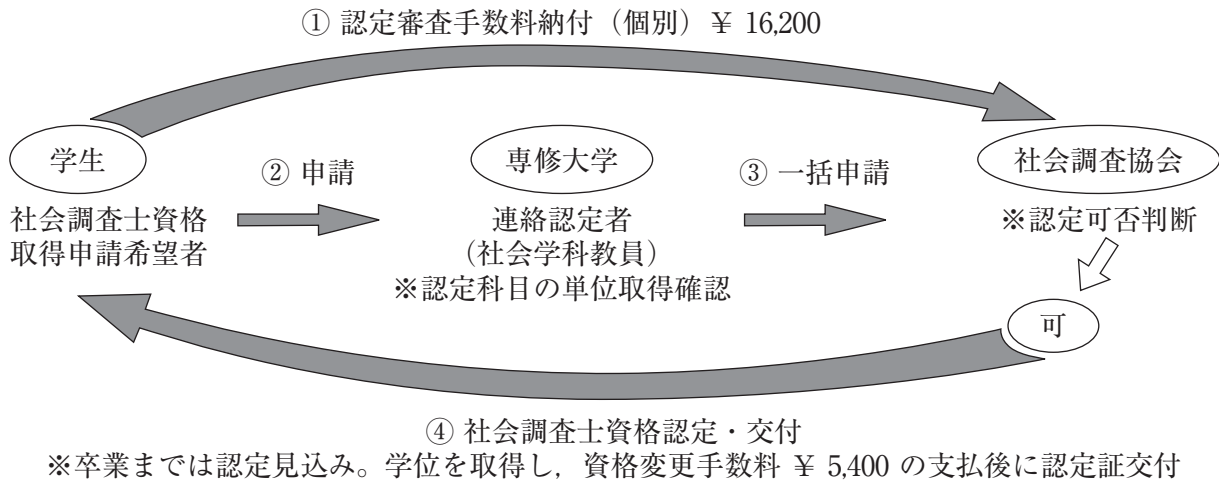 ① 認定審査手数料納付（個別）￥ 16,200
学生
専修大学
社会調査協会
② 申請
③ 一括申請
社会調査士資格
取得申請希望者
連絡認定者
（社会学科教員）
※認定科目の単位取得確認
※認定可否判断
可
④ 社会調査士資格認定・交付
※卒業までは認定見込み。学位を取得し，資格変更手数料 ￥ 5,400 の支払後に認定証交付